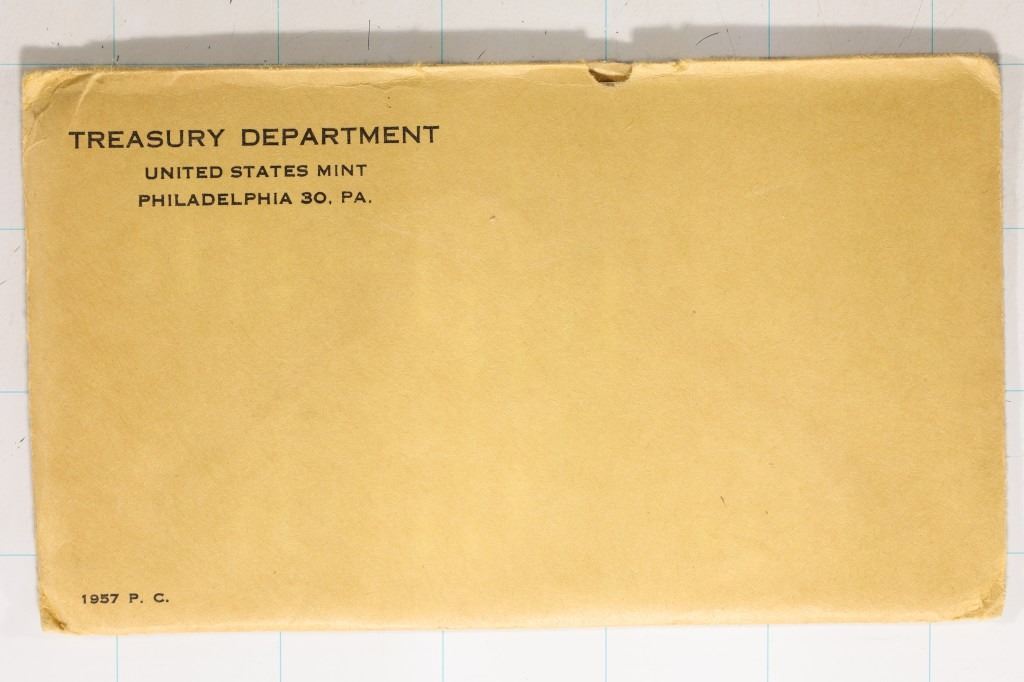 TREASURY DEPARTMENT
UNITED STATES MINT
PHILADELPHIA 30, PA.
1957 P. C.